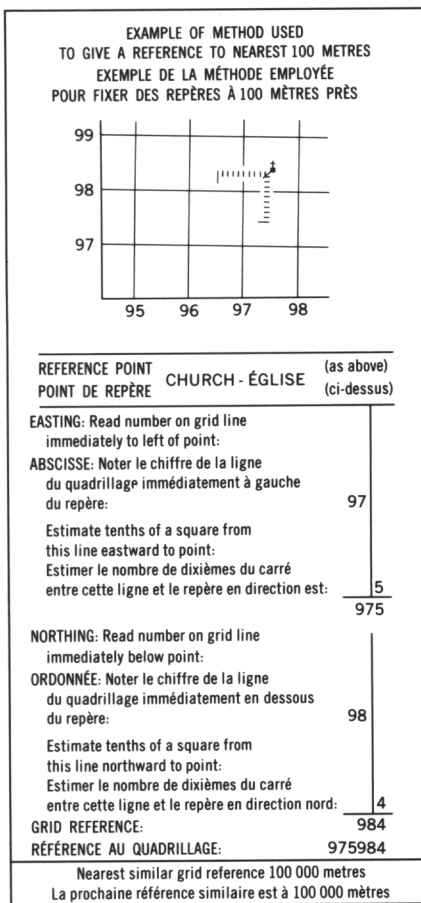 EXAMPLE OF METHOD USED
TO GIVE A REFERENCE TO NEAREST 100 METRES
EXEMPLE DE LA MÉTHODE EMPLOYÉE
POUR FIXER DES REPÈRES À 100 MÈTRES PRÈS
99
98
97
95 96 97 98
REFERENCE POINT
POINT DE REPÈRE
CHURCH - ÉGLISE
(as above)
(ci-dessus)
EASTING: Read number on grid line
immediately to left of point:
ABSCISSE: Noter le chiffre de la ligne
du quadrillage immédiatement à gauche
du repère: 97
Estimate tenths of a square from
this line eastward to point:
Estimer le nombre de dixièmes du carré
entre cette ligne et le repère en direction est: 5
975
NORTHING: Read number on grid line
immediately below point:
ORDONNÉE: Noter le chiffre de la ligne
du quadrillage immédiatement en dessous
du repère: 98
Estimate tenths of a square from
this line northward to point:
Estimer le nombre de dixièmes du carré
entre cette ligne et le repère en direction nord: 4
GRID REFERENCE: 984
RÉFÉRENCE AU QUADRILLAGE: 975984
Nearest similar grid reference 100 000 metres
La prochaine référence similaire est à 100 000 mètres